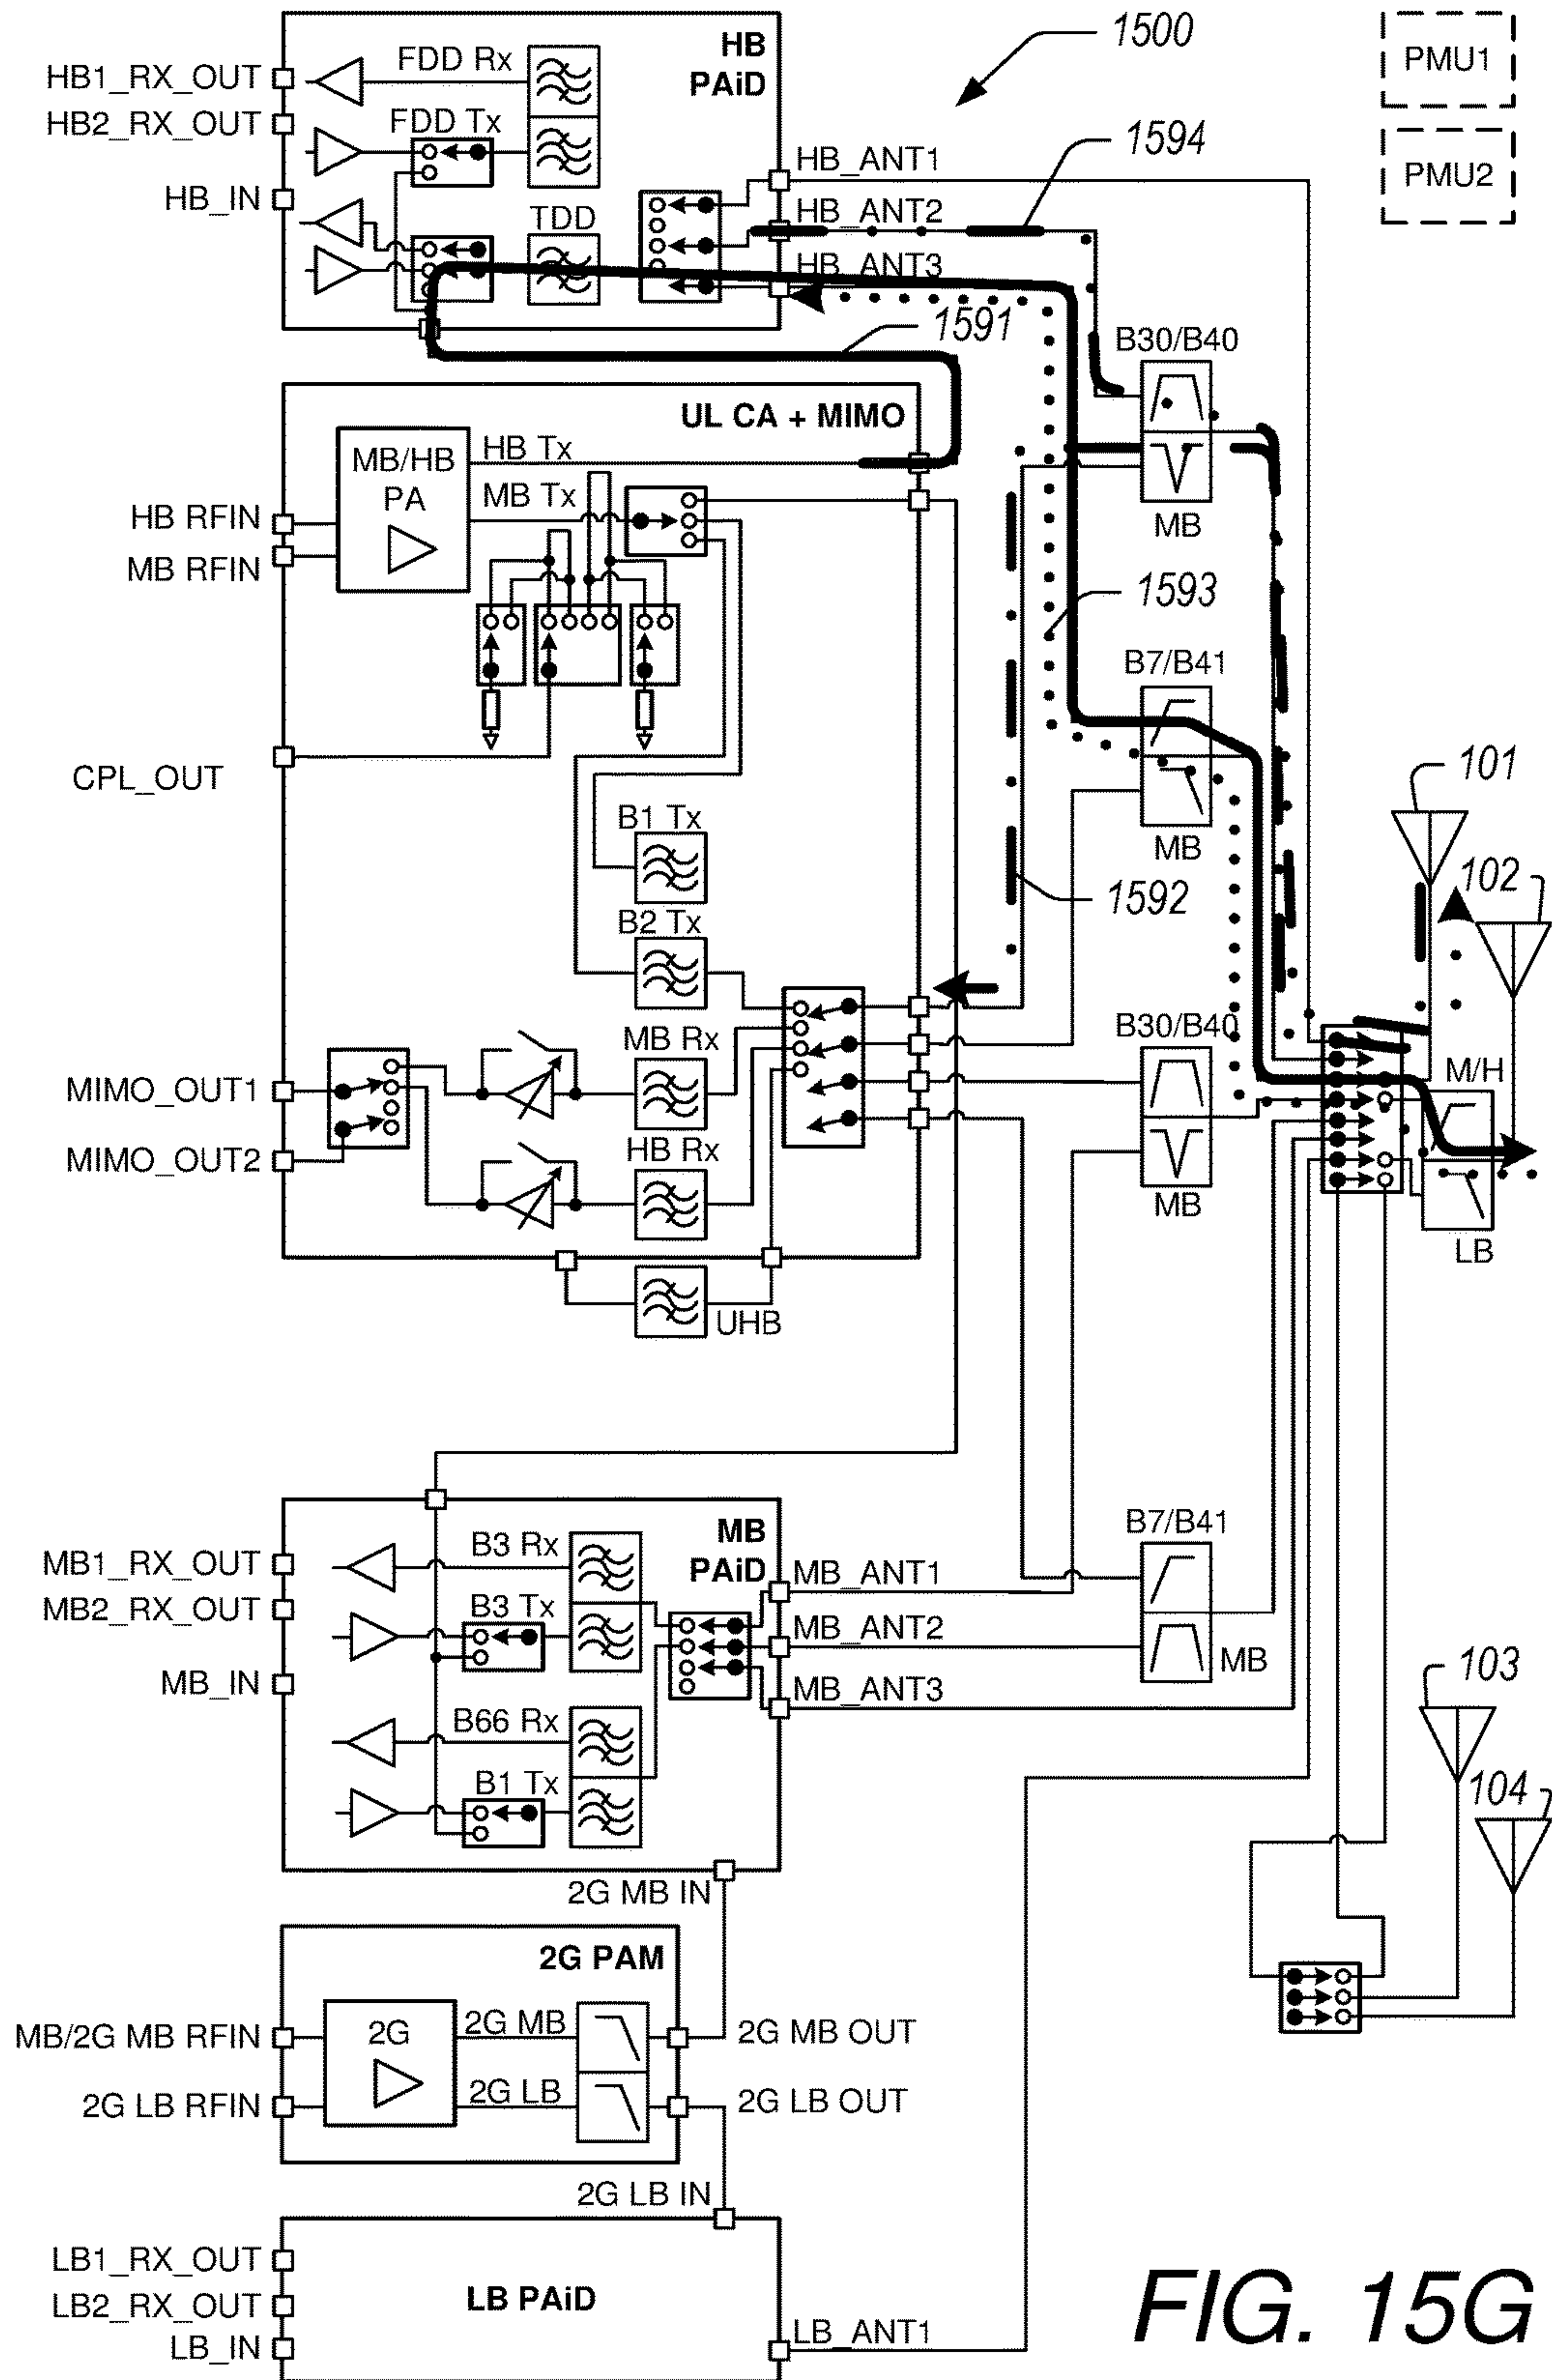 HB
PAiD
1500
PMU1
PMU2
HB1_RX_OUT
HB2_RX_OUT
HB_IN
FDD Rx
FDD Tx
TDD
HB_ANT1
HB_ANT2
HB_ANT3
1594
1591
B30/B40
MB
UL CA + MIMO
MB/HB
PA
HB Tx
MB Tx
HB RFIN
MB RFIN
1593
B7/B41
MB
CPL_OUT
101
102
B1 Tx
1592
B2 Tx
B30/B40
MB
M/H
LB
MB Rx
HB Rx
MIMO_OUT1
MIMO_OUT2
UHB
MB
PAiD
B3 Rx
B3 Tx
B66 Rx
B1 Tx
MB1_RX_OUT
MB2_RX_OUT
MB_IN
MB_ANT1
MB_ANT2
MB_ANT3
B7/B41
MB
103
104
2G MB IN
2G PAM
MB/2G MB RFIN
2G LB RFIN
2G
2G MB
2G LB
2G MB OUT
2G LB OUT
2G LB IN
LB1_RX_OUT
LB2_RX_OUT
LB_IN
LB PAiD
LB_ANT1
FIG. 15G